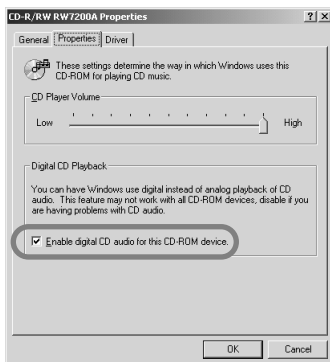 CD-R/RW RW7200A Properties
? X
General Properties Driver
These settings determine the way in which Windows uses this
CD-ROM for playing CD music.
CD Player Volume
Low High
Digital CD Playback
You can have Windows use digital instead of analog playback of CD
audio. This feature may not work with all CD-ROM devices, disable if you
are having problems with CD audio.
Enable digital CD audio for this CD-ROM device.
OK Cancel